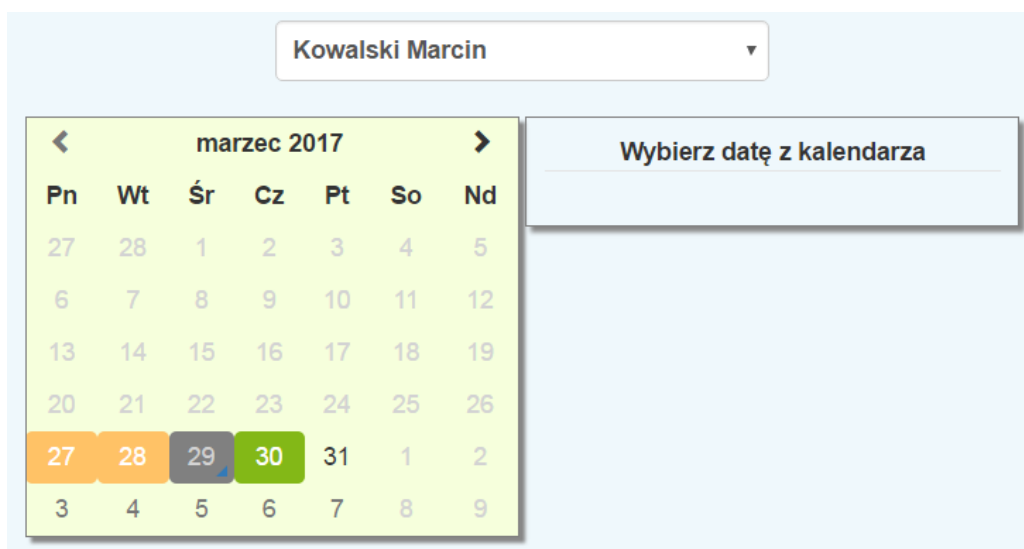 Kowalski Marcin
marzec 2017
Wybierz datę z kalendarza
Pn Wt Śr Cz Pt So Nd
27 28 1 2 3 4 5
6 7 8 9 10 11 12
13 14 15 16 17 18 19
20 21 22 23 24 25 26
27 28 29 30 31 1 2
3 4 5 6 7 8 9